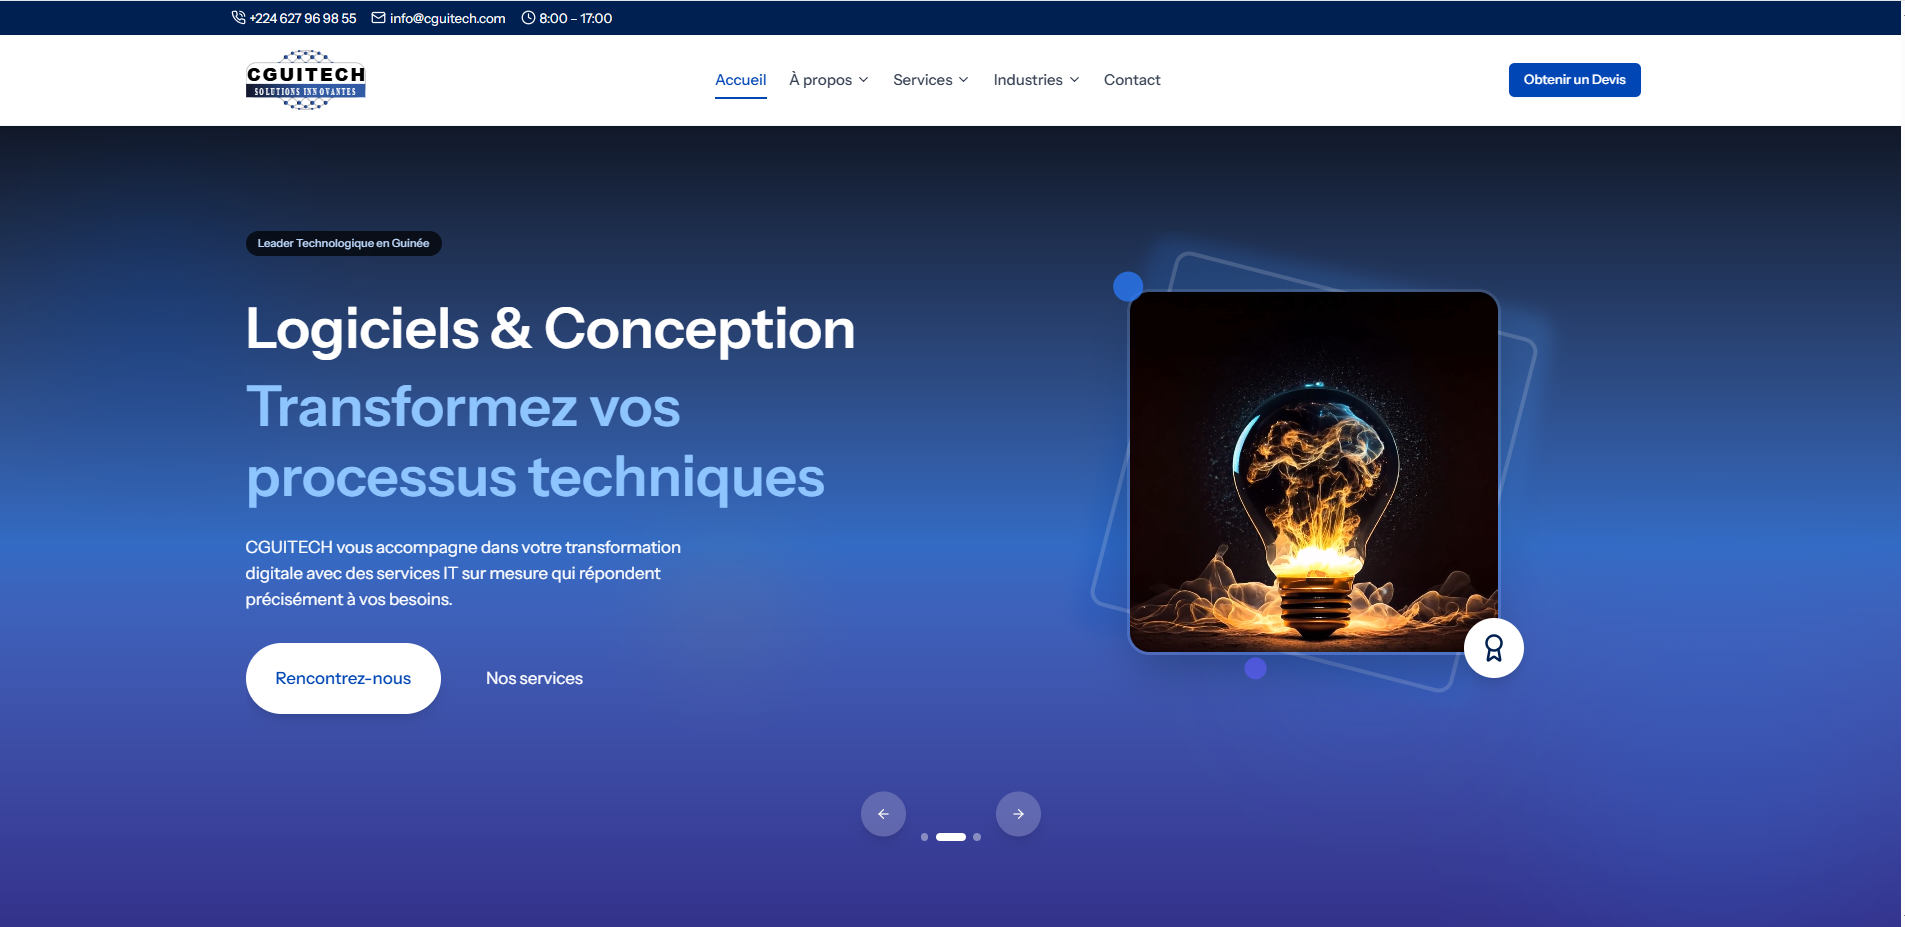 +224 627 96 98 55 info@cguitech.com 8:00 – 17:00
CGUITECH
SOLUTIONS INNOVANTES
Accueil À propos Services Industries Contact
Obtenir un Devis
Leader Technologique en Guinée
Logiciels & Conception
Transformez vos
processus techniques
CGUITECH vous accompagne dans votre transformation
digitale avec des services IT sur mesure qui répondent
précisément à vos besoins.
Rencontrez-nous Nos services